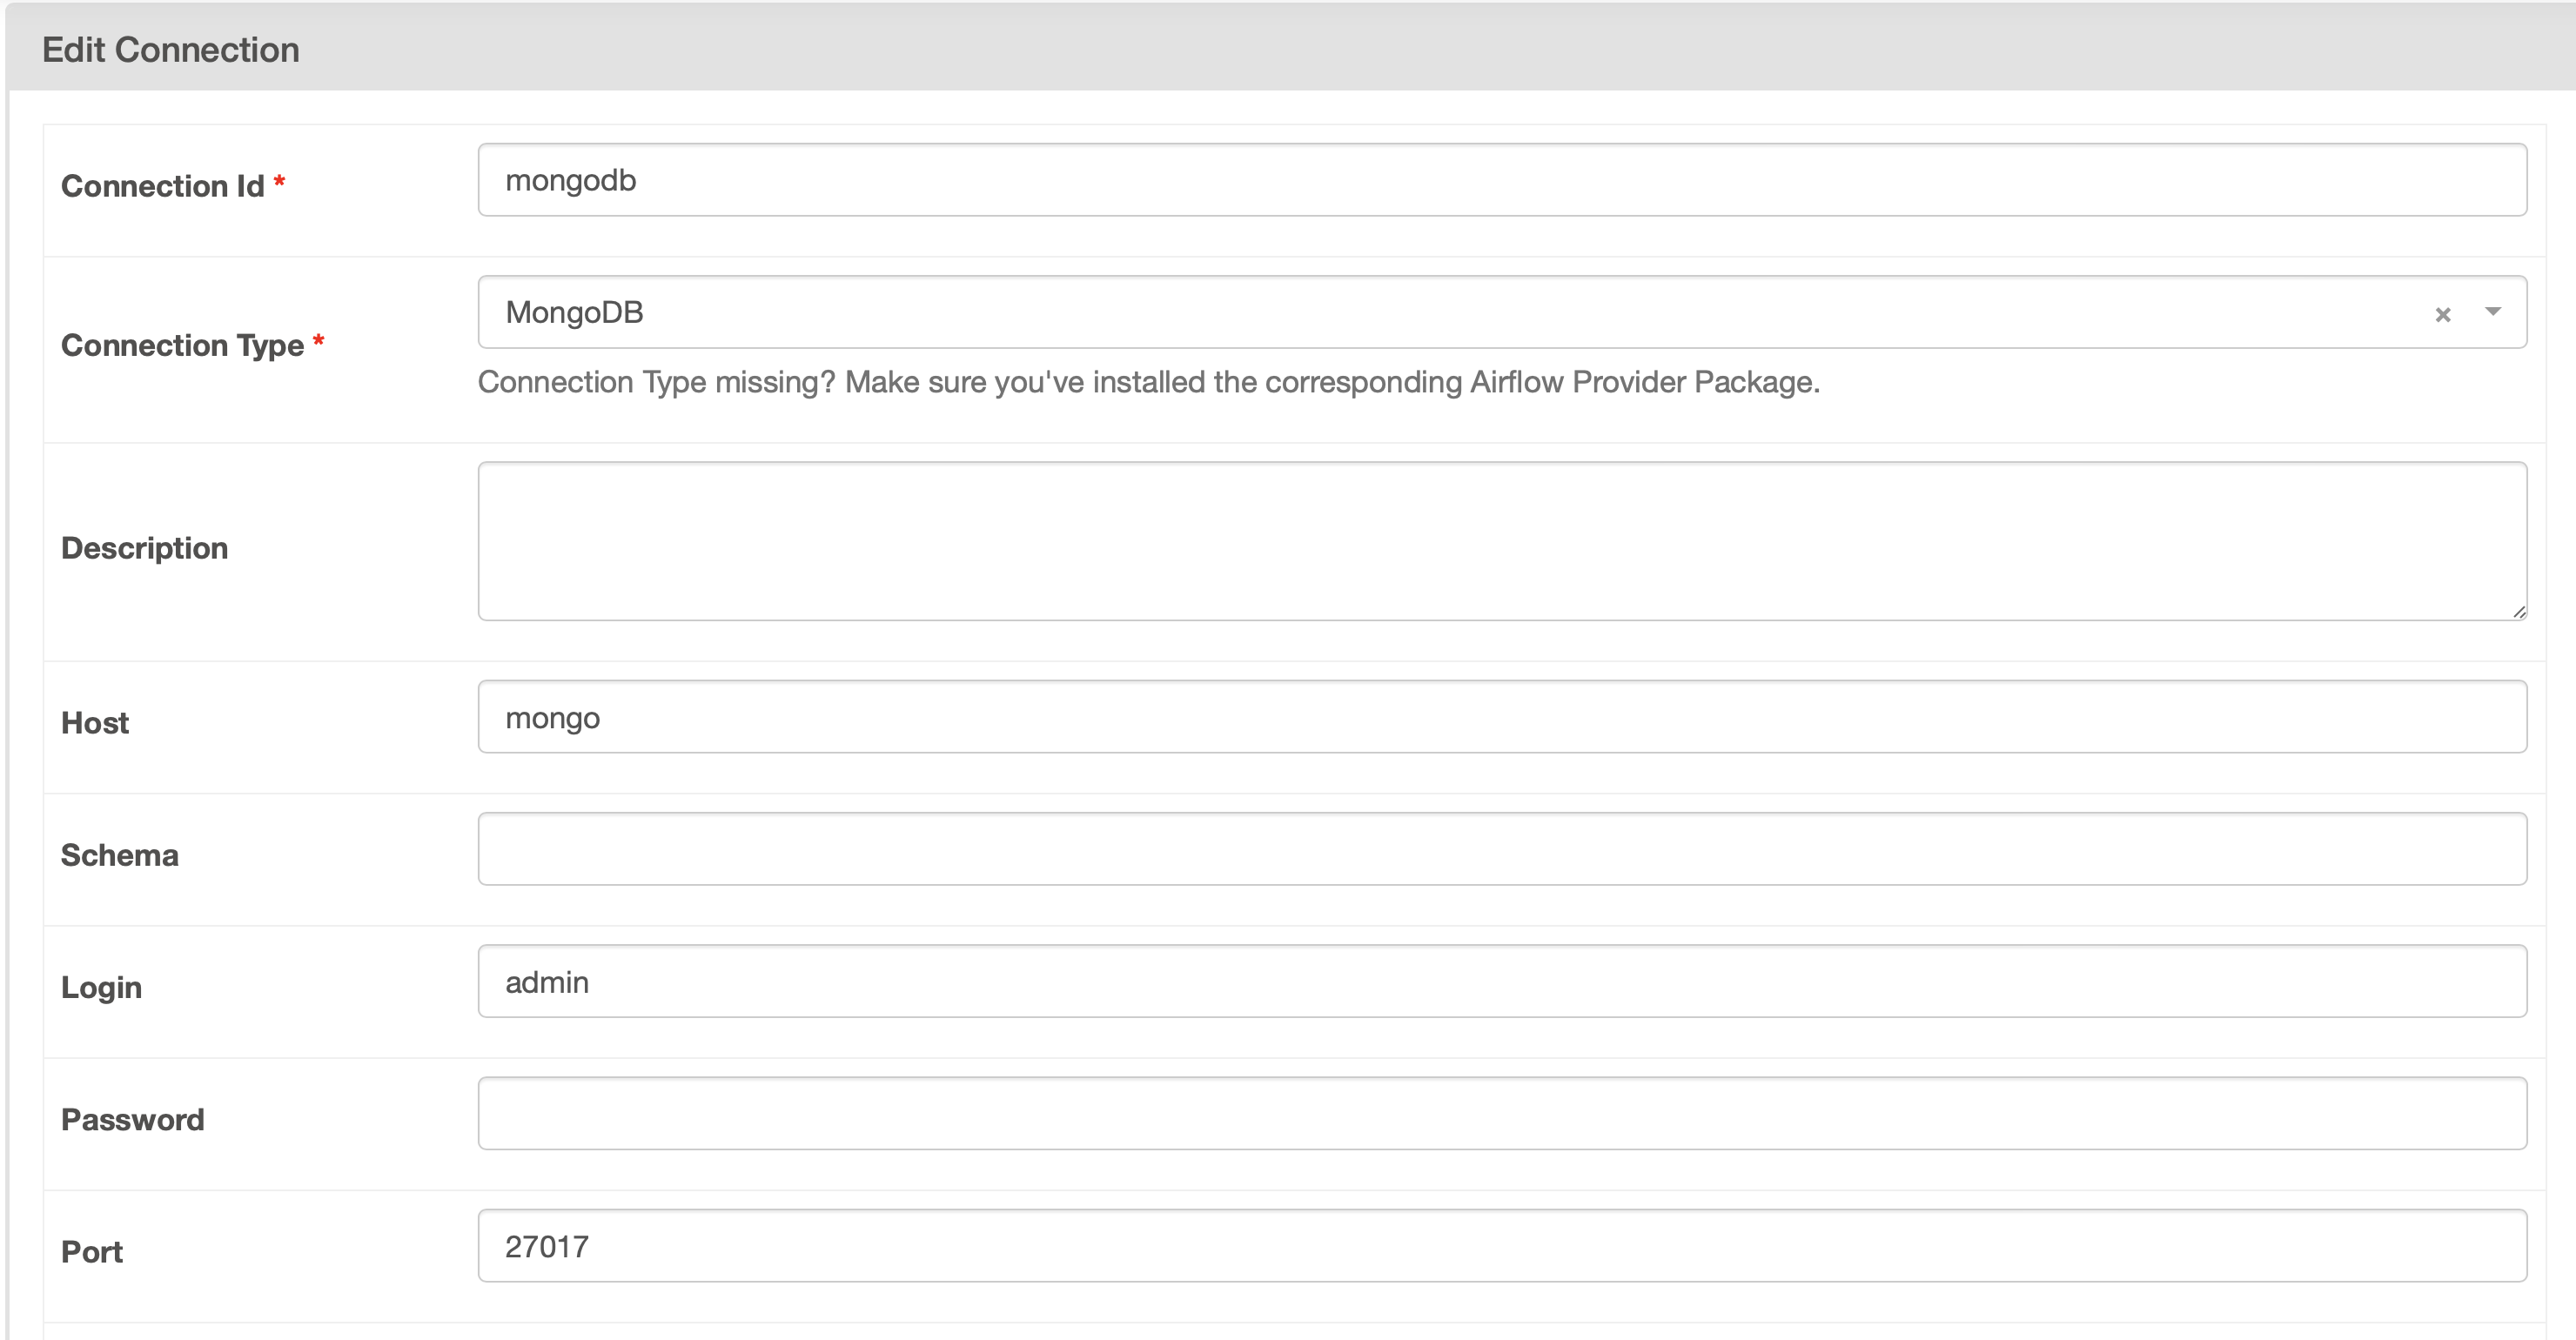 Edit Connection
Connection Id *
mongodb
Connection Type *
MongoDB
Connection Type missing? Make sure you've installed the corresponding Airflow Provider Package.
Description
Host
mongo
Schema
Login
admin
Password
Port
27017